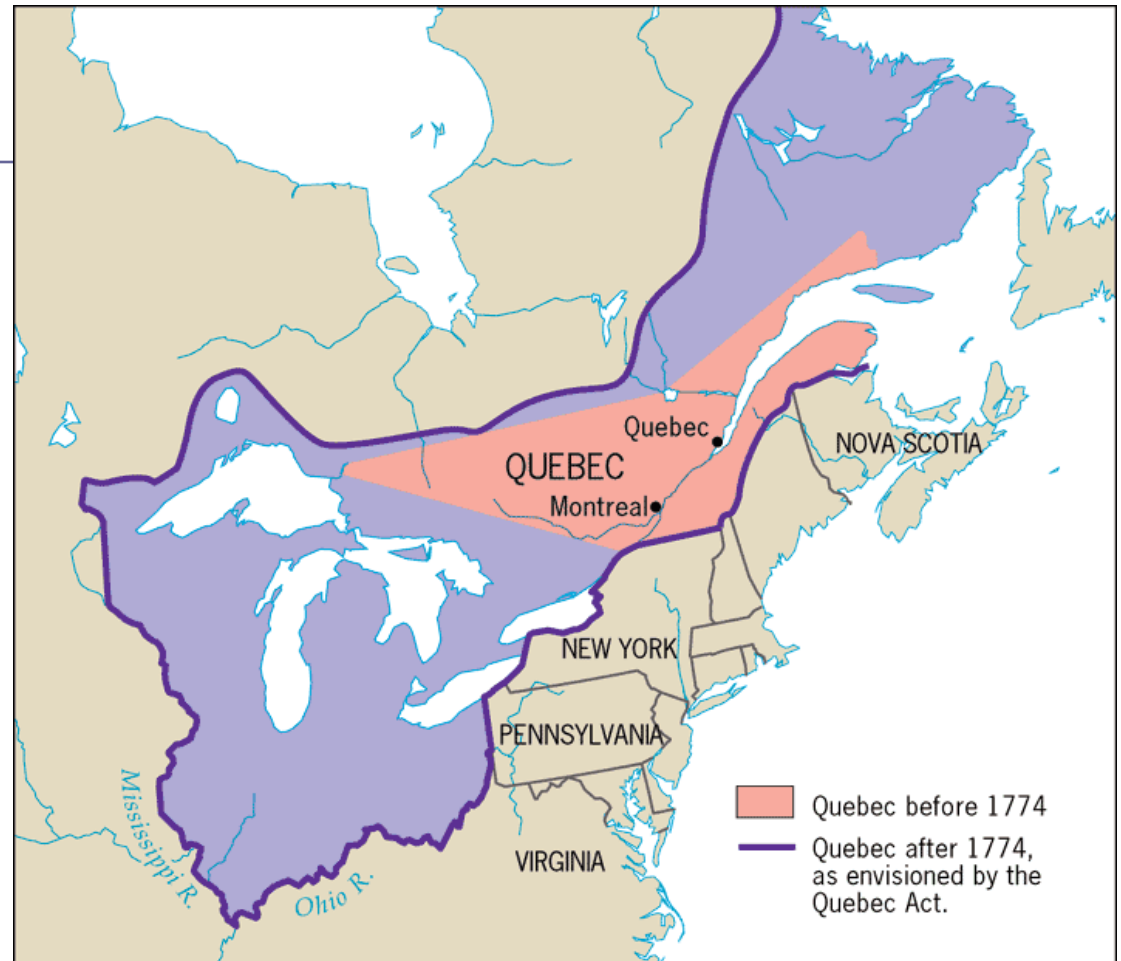 Quebec
QUEBEC
NOVA SCOTIA
Montreal
NEW YORK
PENNSYLVANIA
Mississippi R.
Ohio R.
VIRGINIA
Quebec before 1774
Quebec after 1774,
as envisioned by the
Quebec Act.